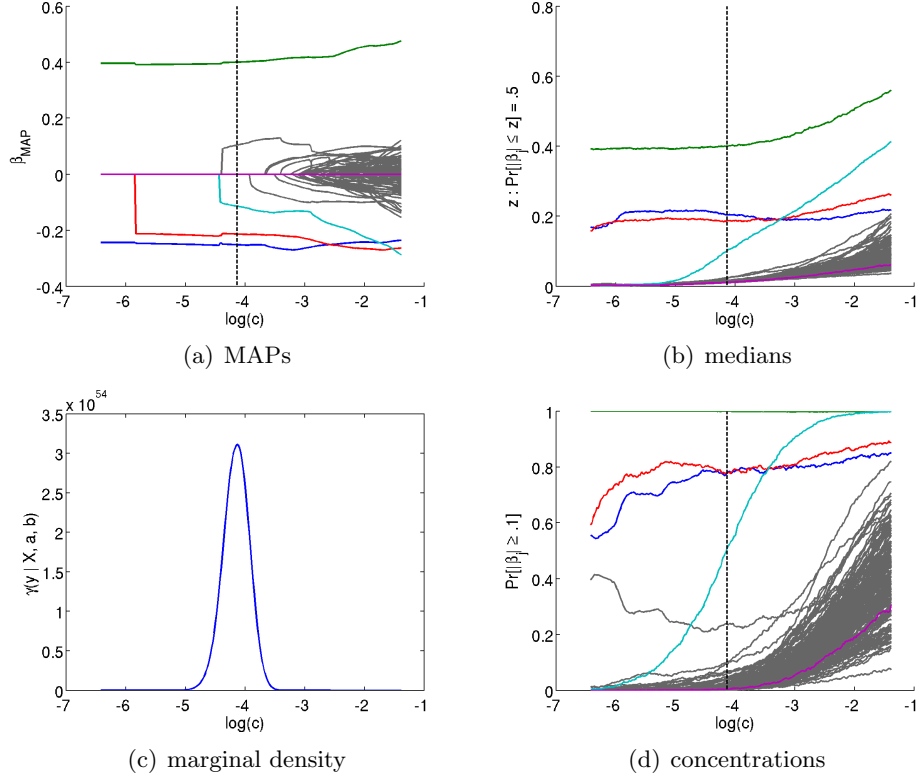 0.6
0.4
0.2
0
-0.2
-0.4
β_MAP
-7 -6 -5 -4 -3 -2 -1
log(c)
(a) MAPs
0.8
0.6
0.4
0.2
0
z : Pr[|β_j| ≤ z] = .5
-7 -6 -5 -4 -3 -2 -1
log(c)
(b) medians
x 10^54
3.5
3
2.5
2
1.5
1
0.5
0
γ(y | X, a, b)
-7 -6 -5 -4 -3 -2 -1
log(c)
(c) marginal density
1
0.8
0.6
0.4
0.2
0
Pr[|β_j| ≥ .1]
-7 -6 -5 -4 -3 -2 -1
log(c)
(d) concentrations